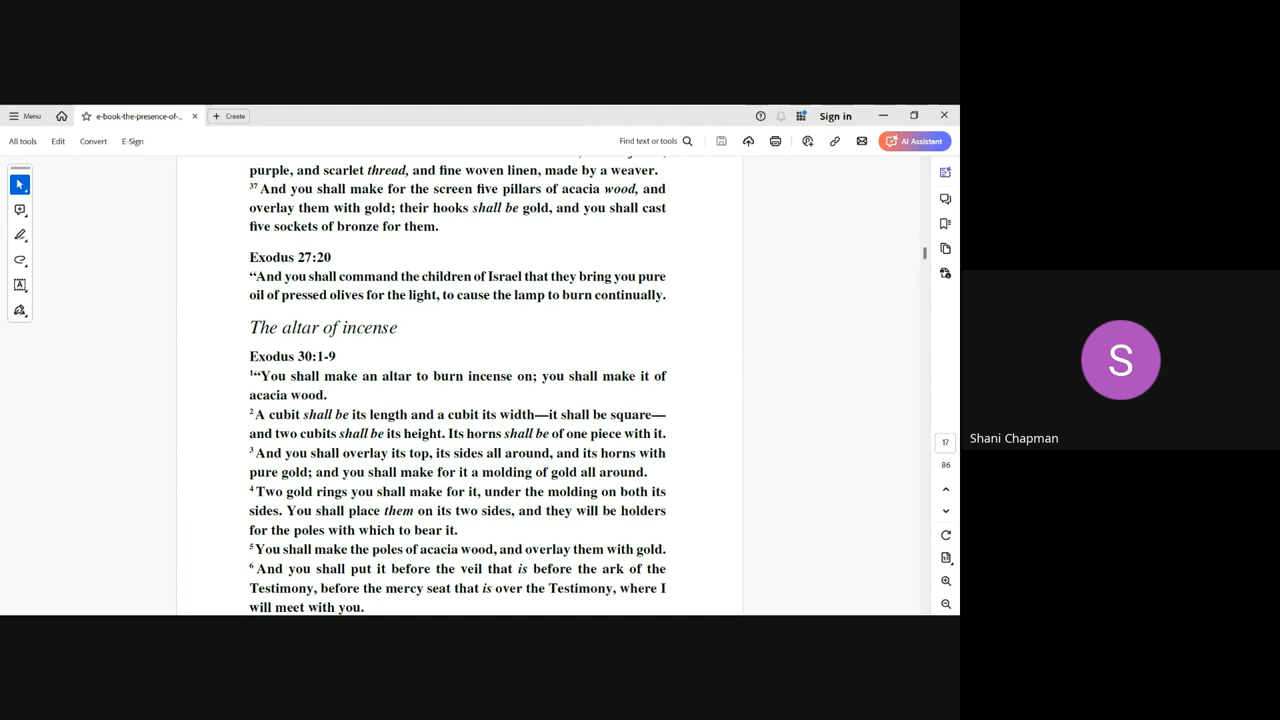 Menu
e-book-the-presence-of-...
Create
Sign in
All tools
Edit
Convert
E-Sign
Find text or tools
AI Assistant
purple, and scarlet thread, and fine woven linen, made by a weaver.
37 And you shall make for the screen five pillars of acacia wood, and
overlay them with gold; their hooks shall be gold, and you shall cast
five sockets of bronze for them.
Exodus 27:20
“And you shall command the children of Israel that they bring you pure
oil of pressed olives for the light, to cause the lamp to burn continually.
The altar of incense
Exodus 30:1-9
1“You shall make an altar to burn incense on; you shall make it of
acacia wood.
2 A cubit shall be its length and a cubit its width—it shall be square—
and two cubits shall be its height. Its horns shall be of one piece with it.
3 And you shall overlay its top, its sides all around, and its horns with
pure gold; and you shall make for it a molding of gold all around.
4 Two gold rings you shall make for it, under the molding on both its
sides. You shall place them on its two sides, and they will be holders
for the poles with which to bear it.
5 You shall make the poles of acacia wood, and overlay them with gold.
6 And you shall put it before the veil that is before the ark of the
Testimony, before the mercy seat that is over the Testimony, where I
will meet with you.
17
86
S
Shani Chapman